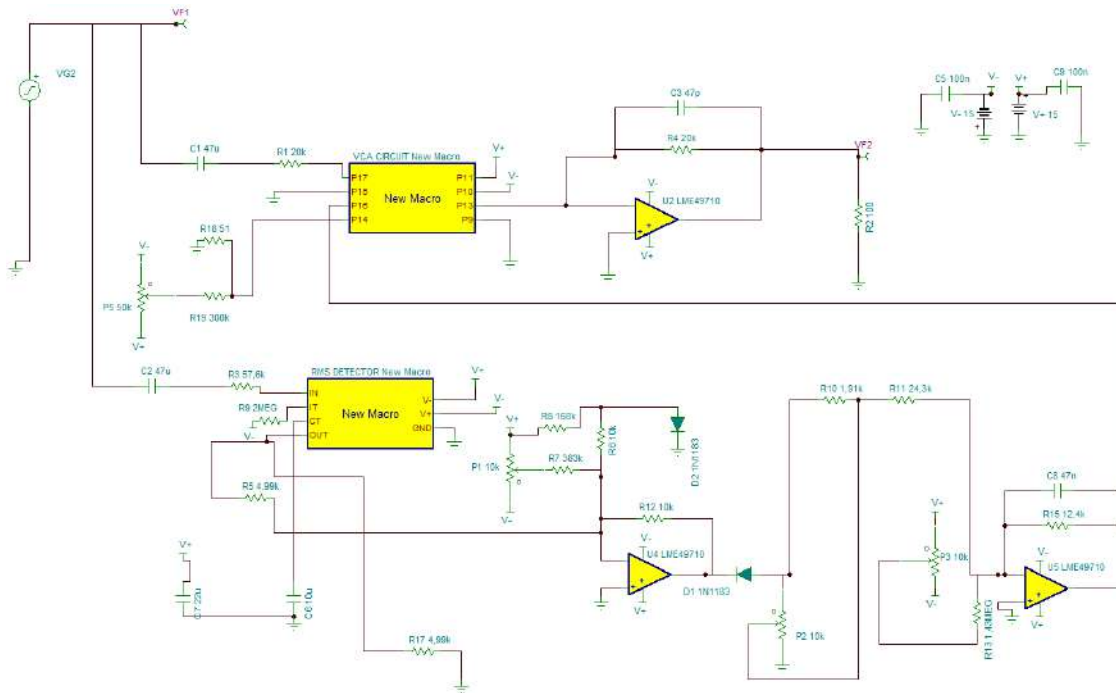 VF1
VG2
C1 47u
R1 20k
VCA CIRCUIT New Macro
P17
P11
P10
P16
P13
P14
P9
New Macro
V+
V-
C3 47p
R4 20k
V-
U2 LME49710
V+
VF2
R2 100
C5 100n
V-
V+
C9 100n
V- 15
V+ 15
R18 51
V-
P5 50k
R19 300k
V+
C2 47u
R3 57,6k
RMS DETECTOR New Macro
IN
IT
CT
OUT
V-
V+
GND
New Macro
V+
V-
R9 2MEG
V-
R5 4,99k
V+
C7 22u
C6 10u
R17 4,99k
V+
P1 10k
V-
R7 383k
D2 1N1183
R12 10k
V-
U4 LME49710
V+
D1 1N1183
P2 10k
R10 1,91k
R11 24,3k
V+
P3 10k
V-
R13 1,43MEG
C8 47n
R15 12,4k
V-
U5 LME49710
V+